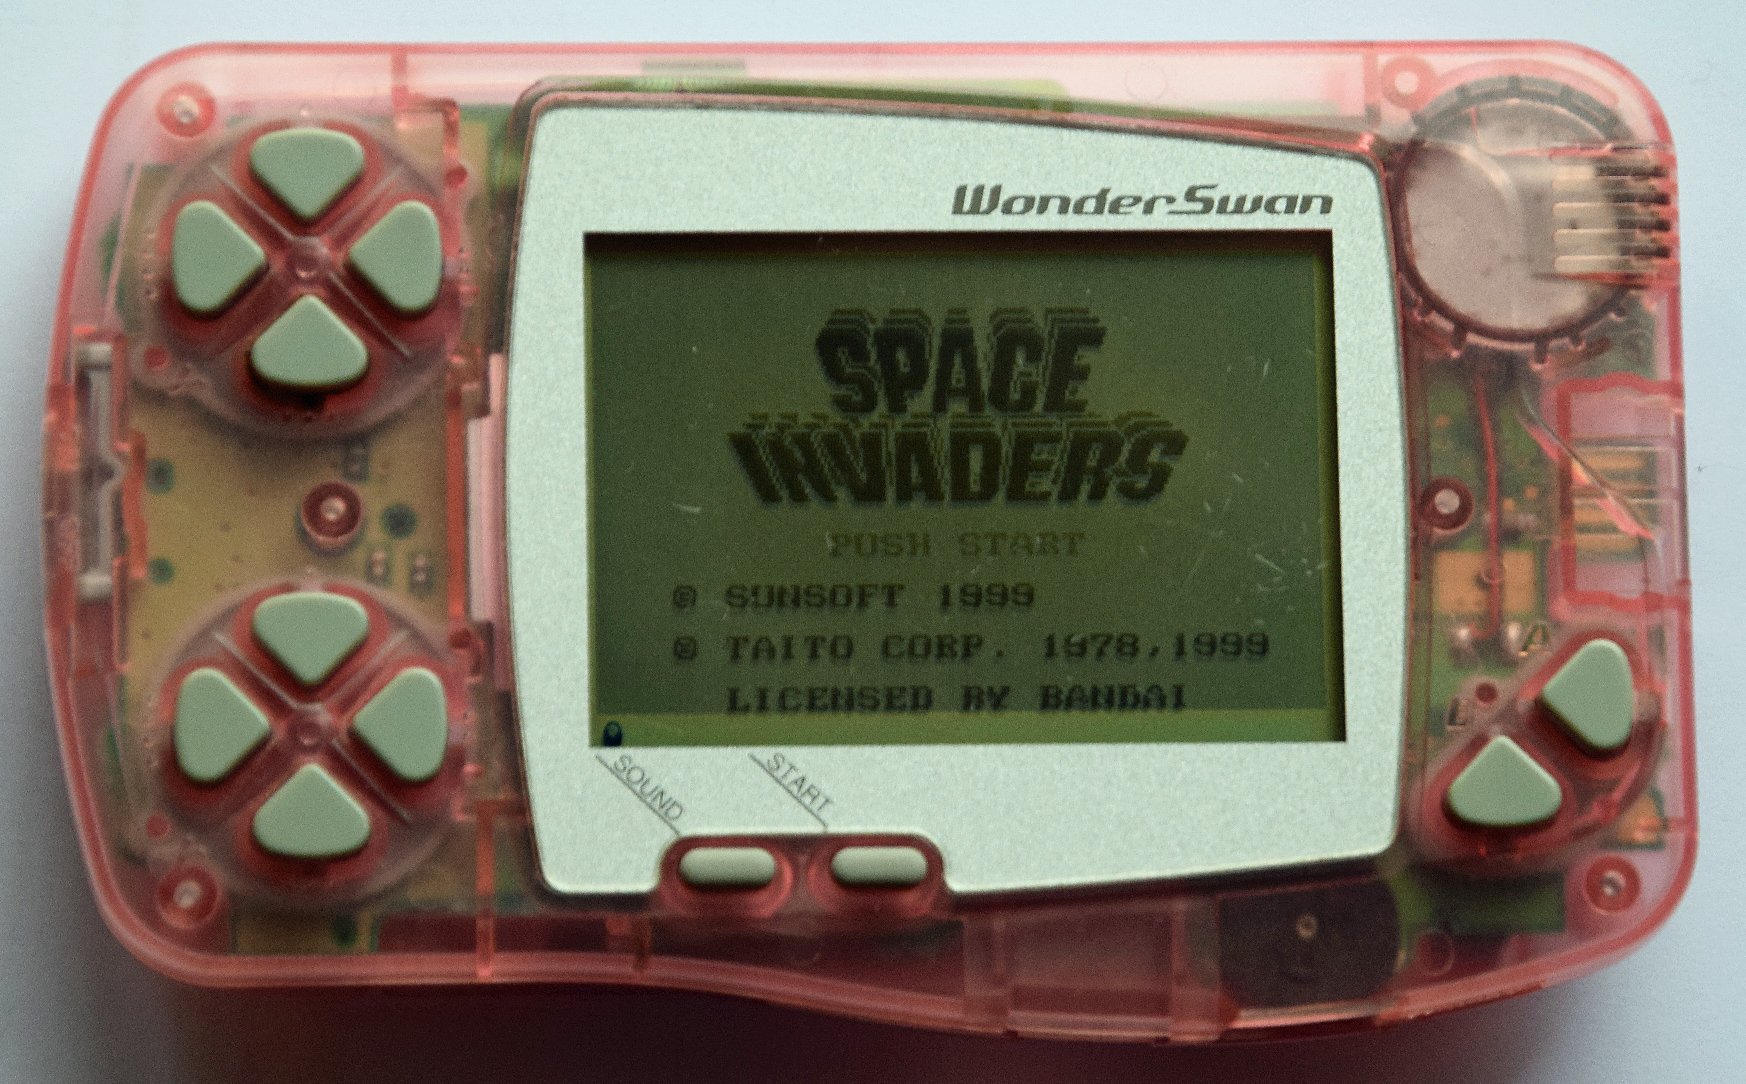 WonderSwan
SPACE
INVADERS
PUSH START
© SUNSOFT 1999
© TAITO CORP. 1978,1999
LICENSED BY BANDAI
SOUND
START
A
B